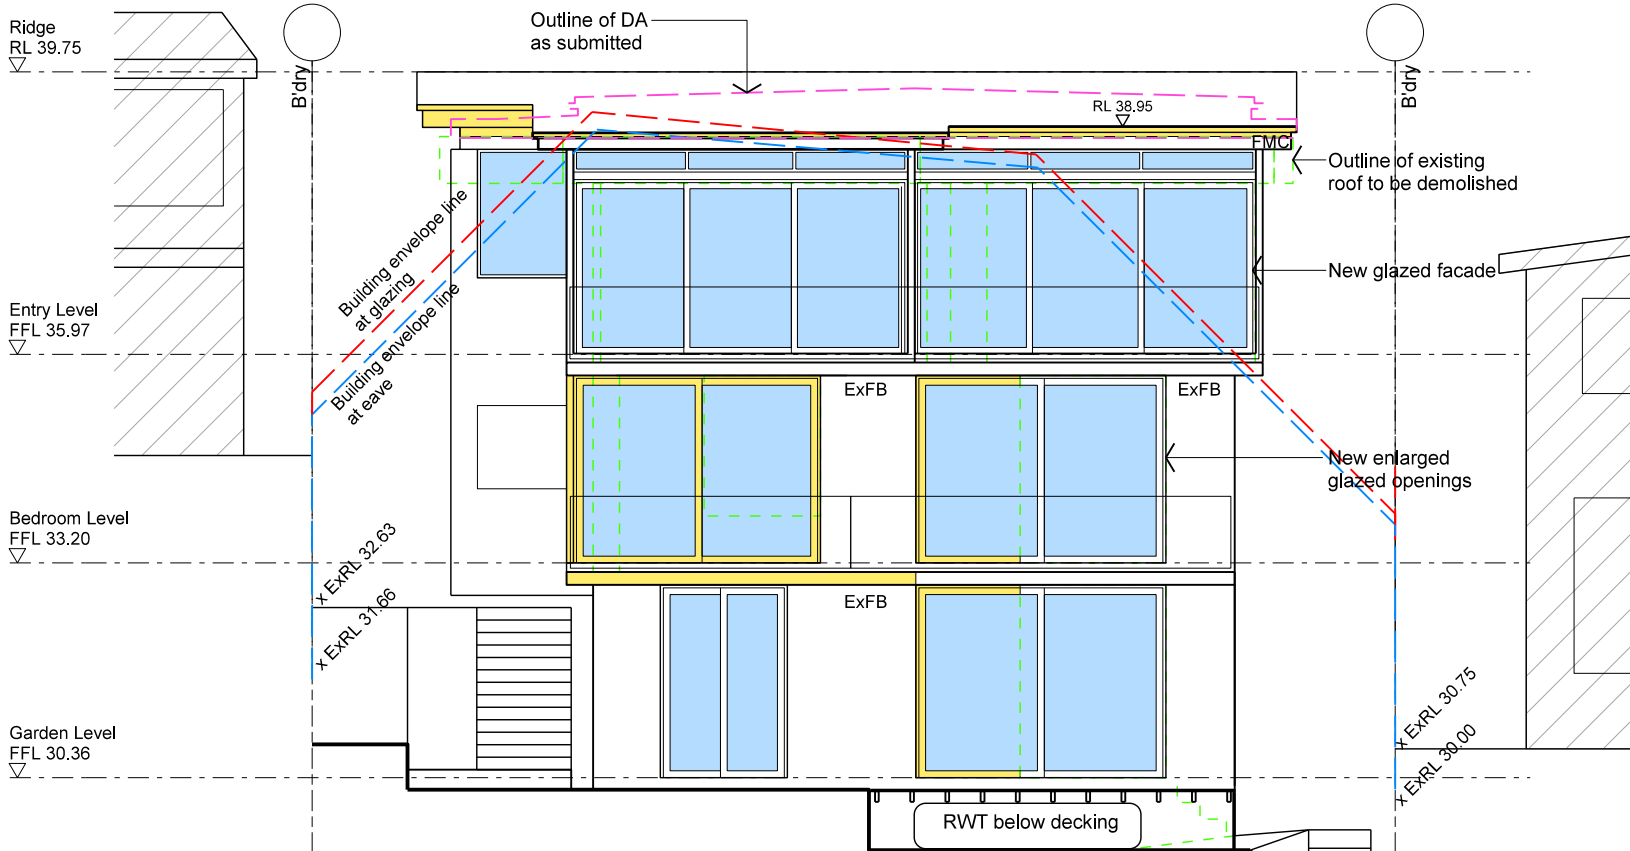 Ridge
RL 39.75
B'dry
Outline of DA
as submitted
RL 38.95
B'dry
FMC
Outline of existing
roof to be demolished
Building envelope line
at glazing
Building envelope line
at eave
New glazed facade
Entry Level
FFL 35.97
ExFB
ExFB
New enlarged
glazed openings
Bedroom Level
FFL 33.20
x ExRL 32.63
x ExRL 31.66
ExFB
Garden Level
FFL 30.36
x ExRL 30.75
x ExRL 30.00
RWT below decking